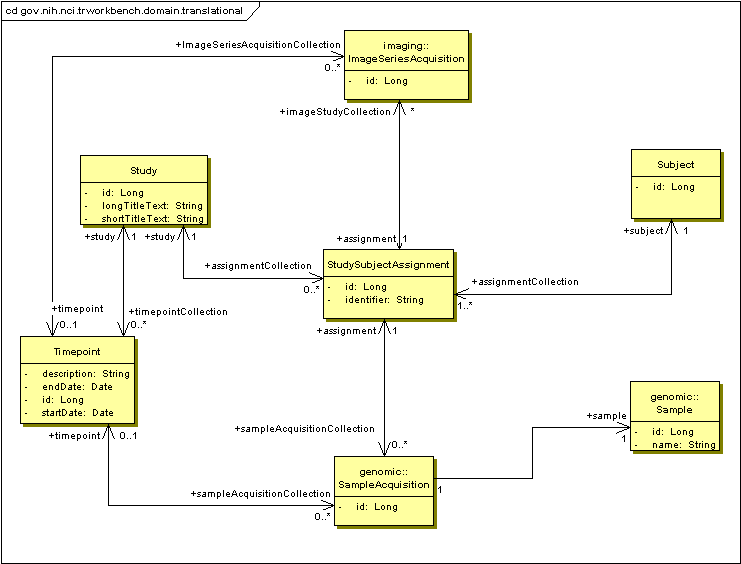 cd gov.nih.nci.trworkbench.domain.translational
+ImageSeriesAcquisitionCollection
0..*
imaging::
ImageSeriesAcquisition
- id: Long
+imageStudyCollection
*
Study
- id: Long
- longTitleText: String
- shortTitleText: String
Subject
- id: Long
+study 1
+study 1
+assignment 1
+subject 1
+assignmentCollection
0..*
StudySubjectAssignment
- id: Long
- identifier: String
+assignmentCollection
1..*
+timepoint
0..1
+timepointCollection
0..*
+assignment 1
Timepoint
- description: String
- endDate: Date
- id: Long
- startDate: Date
+timepoint 0..1
+sampleAcquisitionCollection
0..*
+sample
1
genomic::
Sample
- id: Long
- name: String
genomic::
SampleAcquisition
- id: Long
1
+sampleAcquisitionCollection
0..*